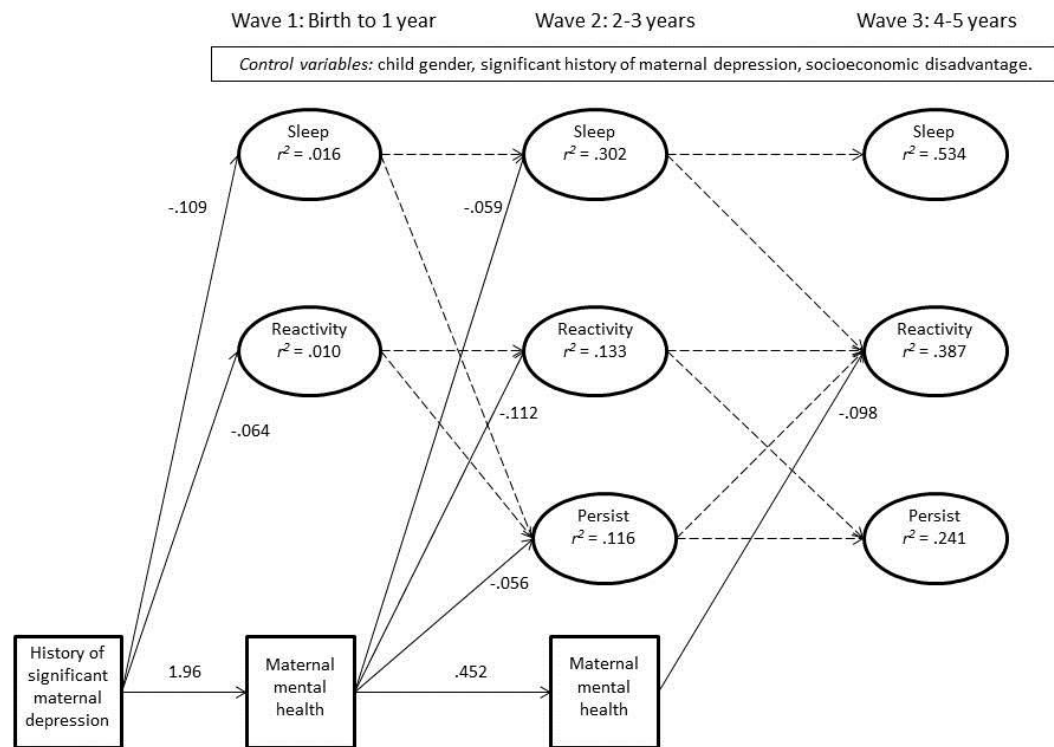 Wave 1: Birth to 1 year
Wave 2: 2-3 years
Wave 3: 4-5 years
Control variables: child gender, significant history of maternal depression, socioeconomic disadvantage.
Sleep
r² = .016
Sleep
r² = .302
Sleep
r² = .534
-.109
-.059
Reactivity
r² = .010
Reactivity
r² = .133
Reactivity
r² = .387
-.064
-.112
-.098
Persist
r² = .116
Persist
r² = .241
-.056
History of
significant
maternal
depression
1.96
Maternal
mental
health
.452
Maternal
mental
health